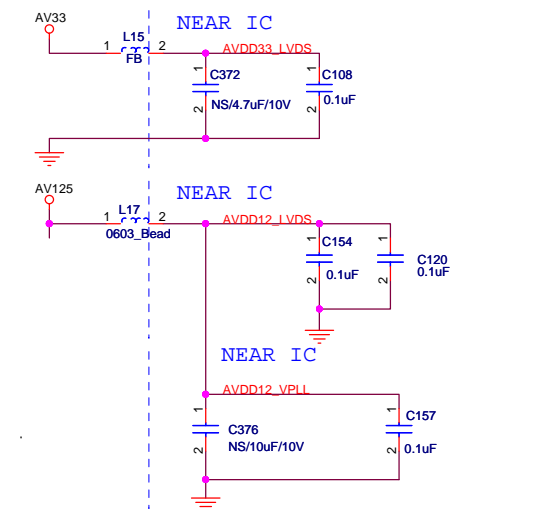 AV33
NEAR IC
L15
1 2
FB
AVDD33_LVDS
1
C372
2
NS/4.7uF/10V
1
C108
2
0.1uF
AV125
NEAR IC
L17
1 2
0603_Bead
AVDD12_LVDS
1
C154
2
0.1uF
1
C120
2
0.1uF
NEAR IC
AVDD12_VPLL
1
C376
2
NS/10uF/10V
1
C157
2
0.1uF